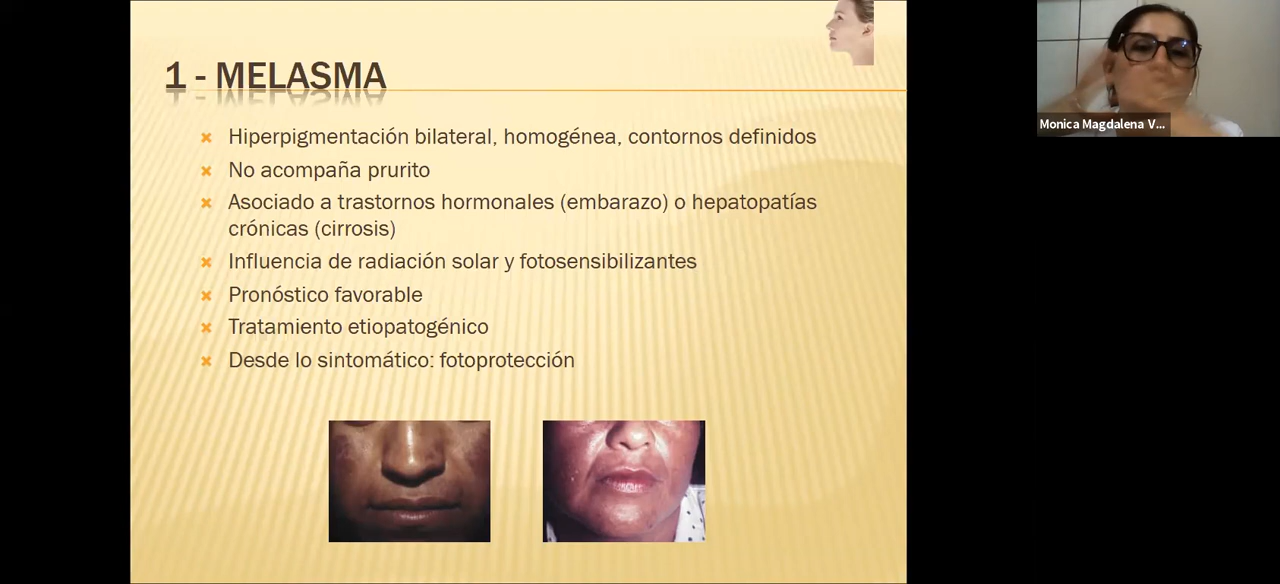 1 - MELASMA
Hiperpigmentación bilateral, homogénea, contornos definidos
No acompaña prurito
Asociado a trastornos hormonales (embarazo) o hepatopatías
crónicas (cirrosis)
Influencia de radiación solar y fotosensibilizantes
Pronóstico favorable
Tratamiento etiopatogénico
Desde lo sintomático: fotoprotección
Monica Magdalena V...